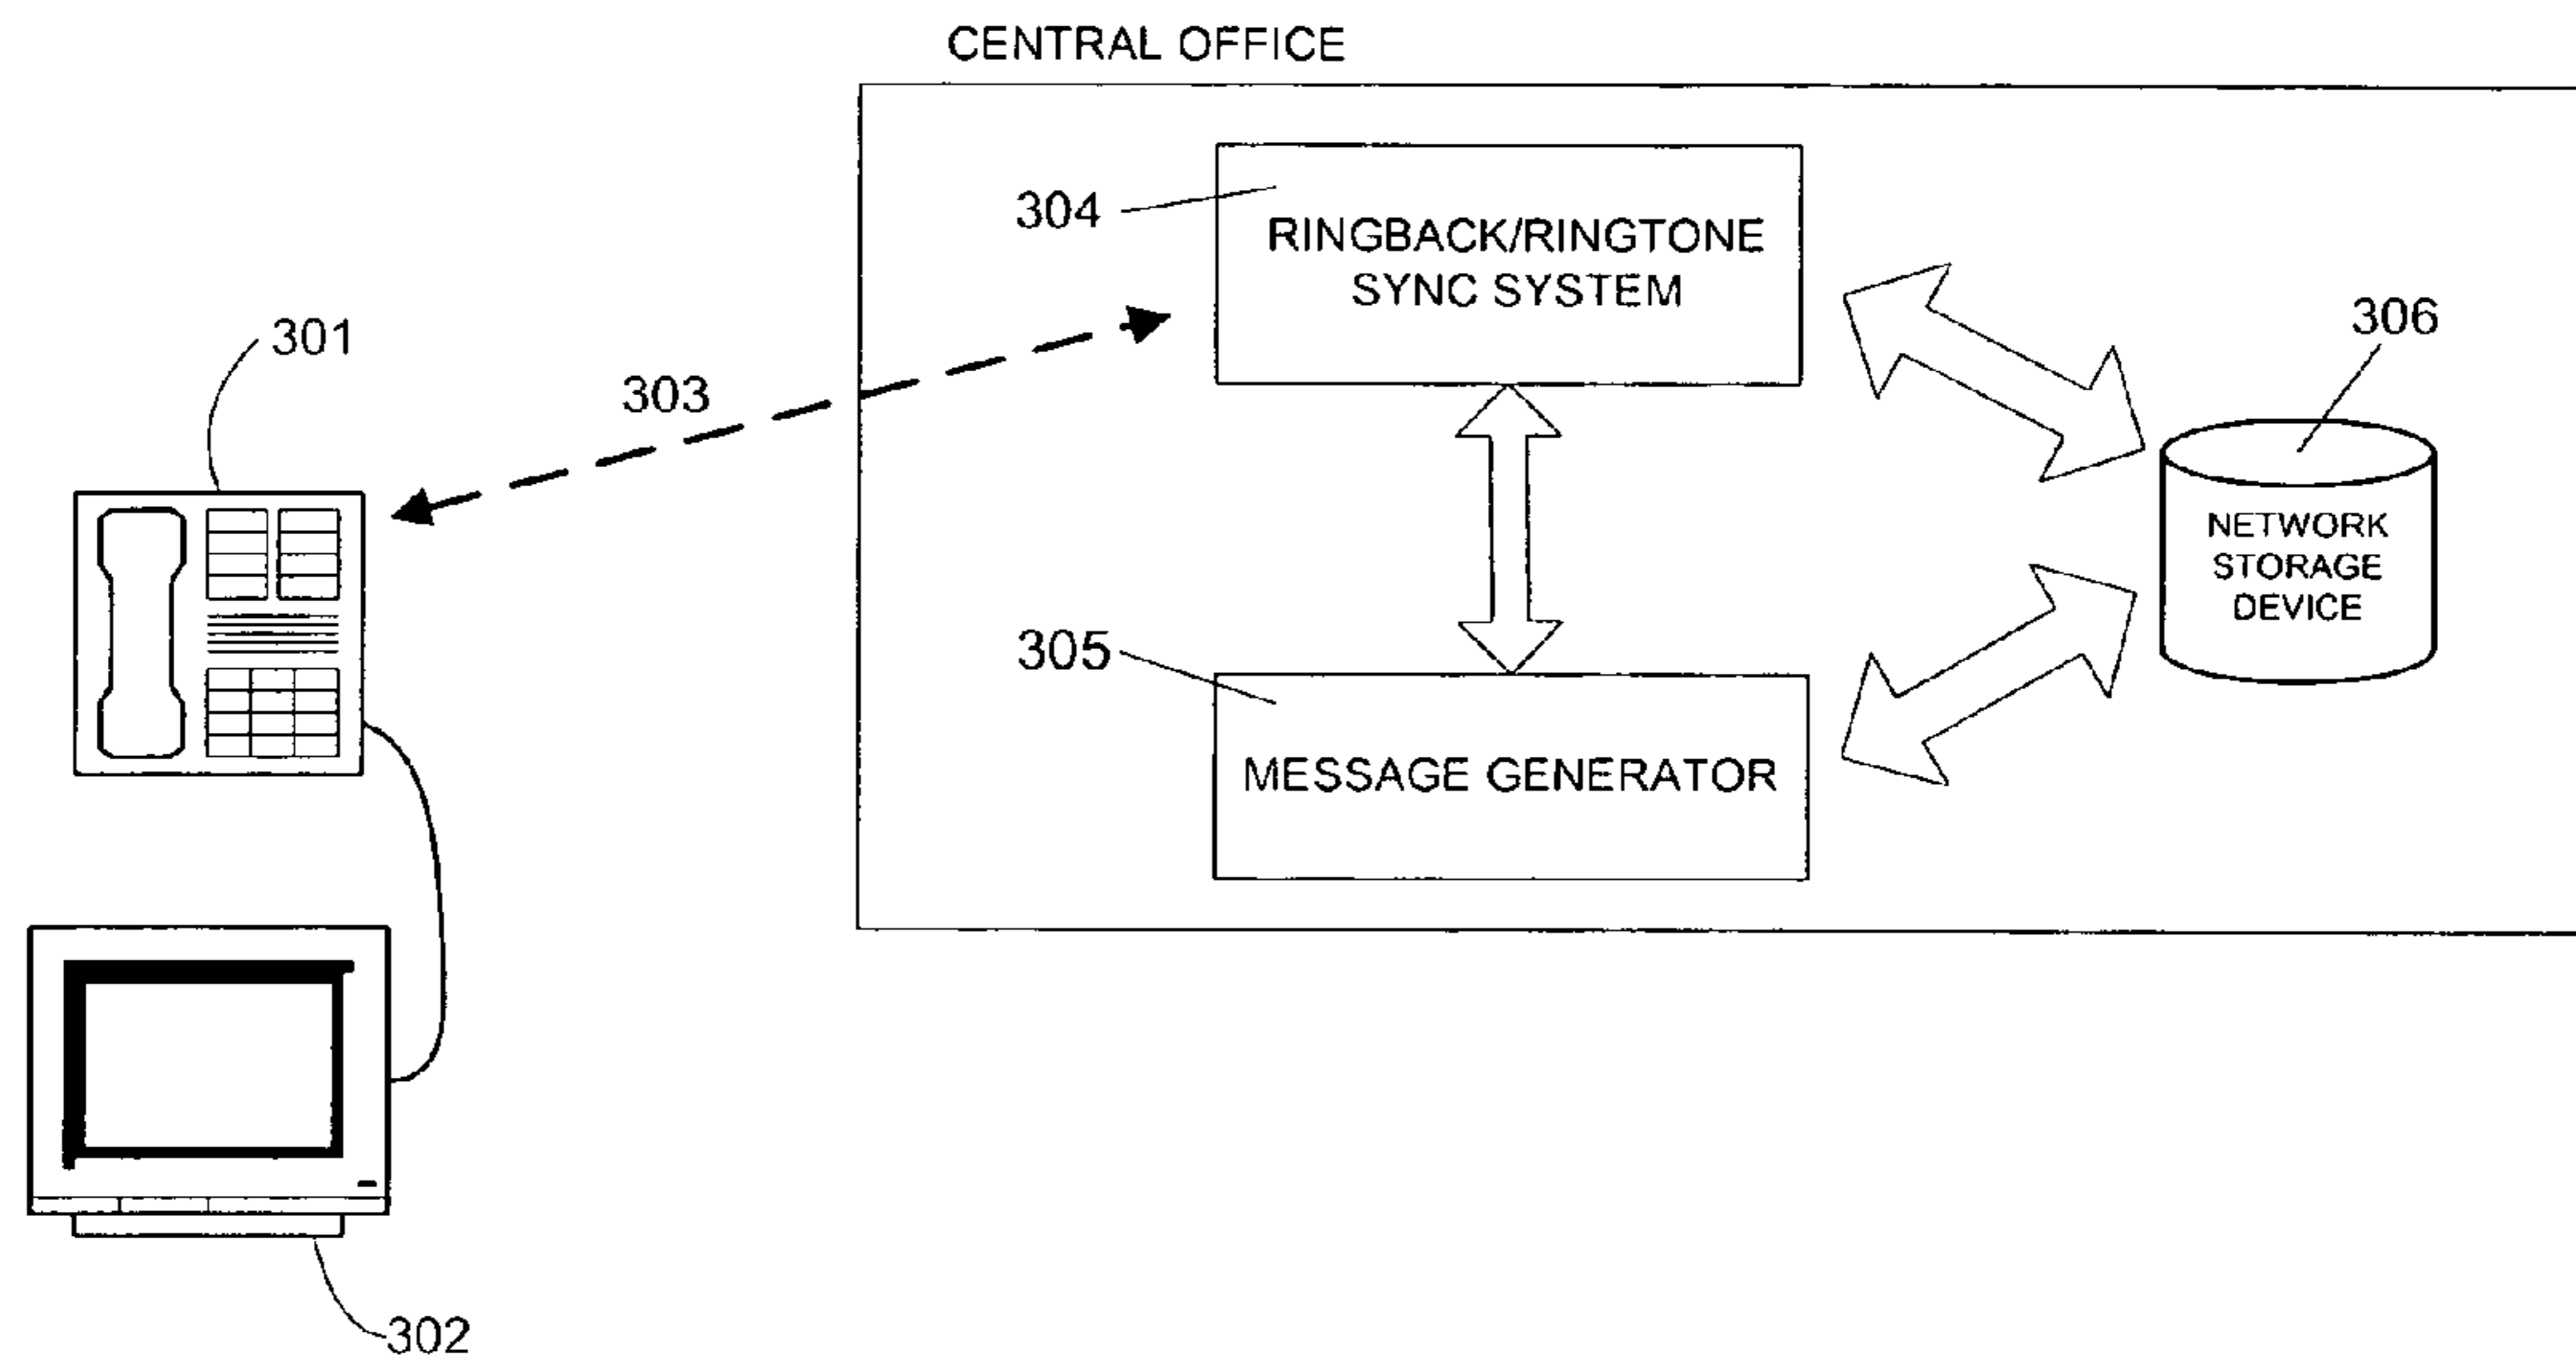 CENTRAL OFFICE
304
RINGBACK/RINGTONE
SYNC SYSTEM
306
301
303
NETWORK
STORAGE
DEVICE
305
MESSAGE GENERATOR
302